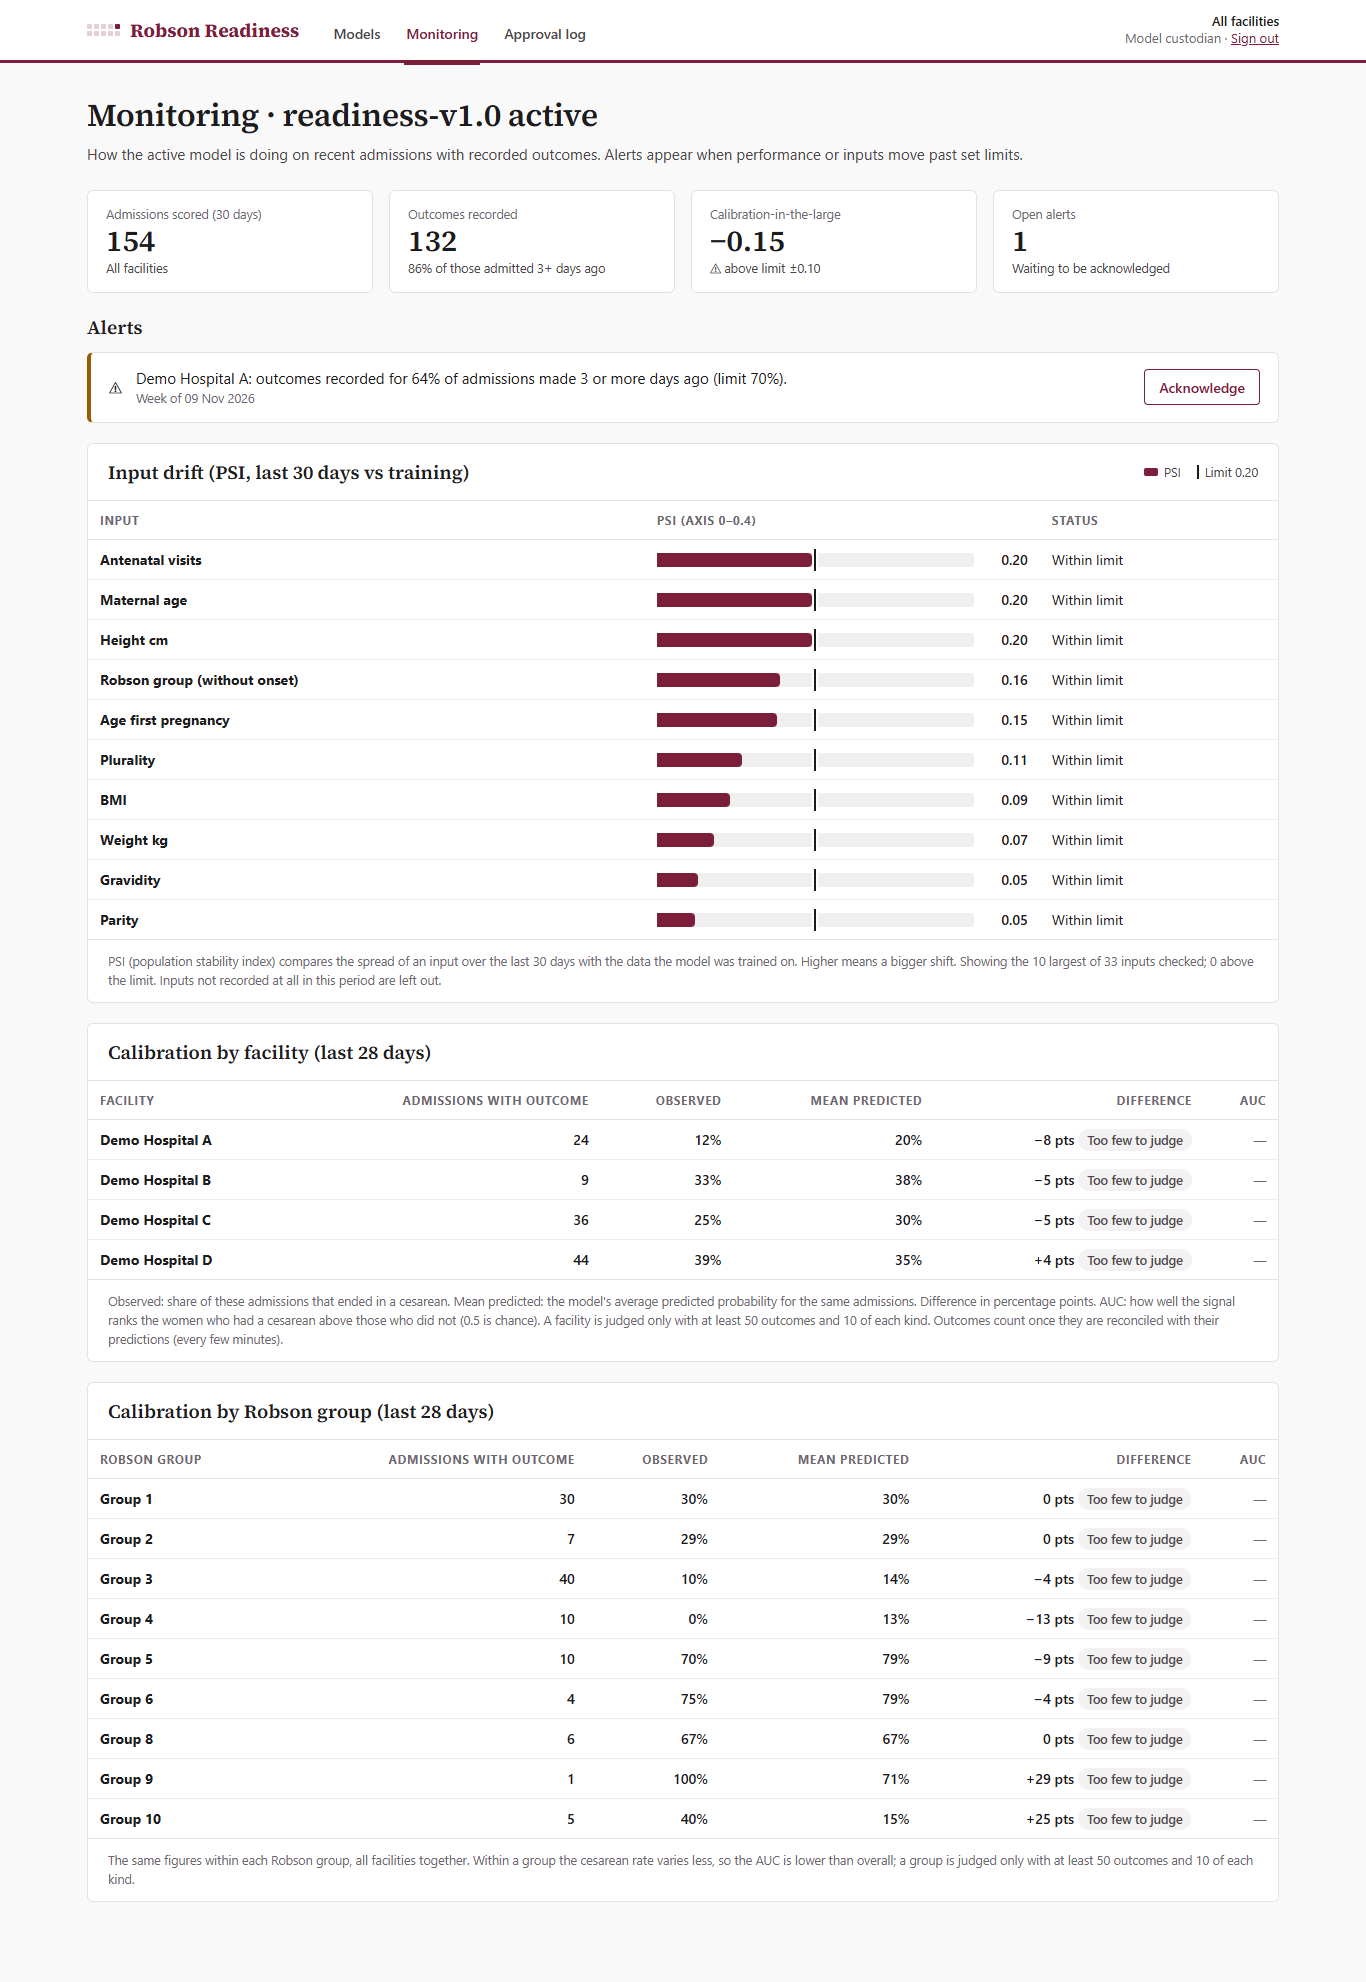 Robson Readiness
Models
Monitoring
Approval log
All facilities
Model custodian · Sign out
Monitoring · readiness-v1.0 active
How the active model is doing on recent admissions with recorded outcomes. Alerts appear when performance or inputs move past set limits.
Admissions scored (30 days)
154
All facilities
Outcomes recorded
132
86% of those admitted 3+ days ago
Calibration-in-the-large
−0.15
⚠ above limit ±0.10
Open alerts
1
Waiting to be acknowledged
Alerts
⚠ Demo Hospital A: outcomes recorded for 64% of admissions made 3 or more days ago (limit 70%).
Week of 09 Nov 2026
Acknowledge
Input drift (PSI, last 30 days vs training)
PSI Limit 0.20
INPUT PSI (AXIS 0–0.4) STATUS
Antenatal visits 0.20 Within limit
Maternal age 0.20 Within limit
Height cm 0.20 Within limit
Robson group (without onset) 0.16 Within limit
Age first pregnancy 0.15 Within limit
Plurality 0.11 Within limit
BMI 0.09 Within limit
Weight kg 0.07 Within limit
Gravidity 0.05 Within limit
Parity 0.05 Within limit
PSI (population stability index) compares the spread of an input over the last 30 days with the data the model was trained on. Higher means a bigger shift. Showing the 10 largest of 33 inputs checked; 0 above
the limit. Inputs not recorded at all in this period are left out.
Calibration by facility (last 28 days)
FACILITY ADMISSIONS WITH OUTCOME OBSERVED MEAN PREDICTED DIFFERENCE AUC
Demo Hospital A 24 12% 20% −8 pts Too few to judge —
Demo Hospital B 9 33% 38% −5 pts Too few to judge —
Demo Hospital C 36 25% 30% −5 pts Too few to judge —
Demo Hospital D 44 39% 35% +4 pts Too few to judge —
Observed: share of these admissions that ended in a cesarean. Mean predicted: the model's average predicted probability for the same admissions. Difference in percentage points. AUC: how well the signal
ranks the women who had a cesarean above those who did not (0.5 is chance). A facility is judged only with at least 50 outcomes and 10 of each kind. Outcomes count once they are reconciled with their
predictions (every few minutes).
Calibration by Robson group (last 28 days)
ROBSON GROUP ADMISSIONS WITH OUTCOME OBSERVED MEAN PREDICTED DIFFERENCE AUC
Group 1 30 30% 30% 0 pts Too few to judge —
Group 2 7 29% 29% 0 pts Too few to judge —
Group 3 40 10% 14% −4 pts Too few to judge —
Group 4 10 0% 13% −13 pts Too few to judge —
Group 5 10 70% 79% −9 pts Too few to judge —
Group 6 4 75% 79% −4 pts Too few to judge —
Group 8 6 67% 67% 0 pts Too few to judge —
Group 9 1 100% 71% +29 pts Too few to judge —
Group 10 5 40% 15% +25 pts Too few to judge —
The same figures within each Robson group, all facilities together. Within a group the cesarean rate varies less, so the AUC is lower than overall; a group is judged only with at least 50 outcomes and 10 of each
kind.